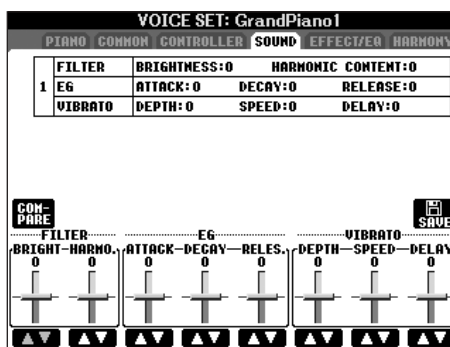 VOICE SET: GrandPiano1
PIANO COMMON CONTROLLER SOUND EFFECT/EQ HARMONY
FILTER BRIGHTNESS:0 HARMONIC CONTENT:0
1 EG ATTACK:0 DECAY:0 RELEASE:0
VIBRATO DEPTH:0 SPEED:0 DELAY:0
COM-
PARE
SAVE
FILTER EG VIBRATO
BRIGHT HARMO. ATTACK DECAY RELES. DEPTH SPEED DELAY
0 0 0 0 0 0 0 0